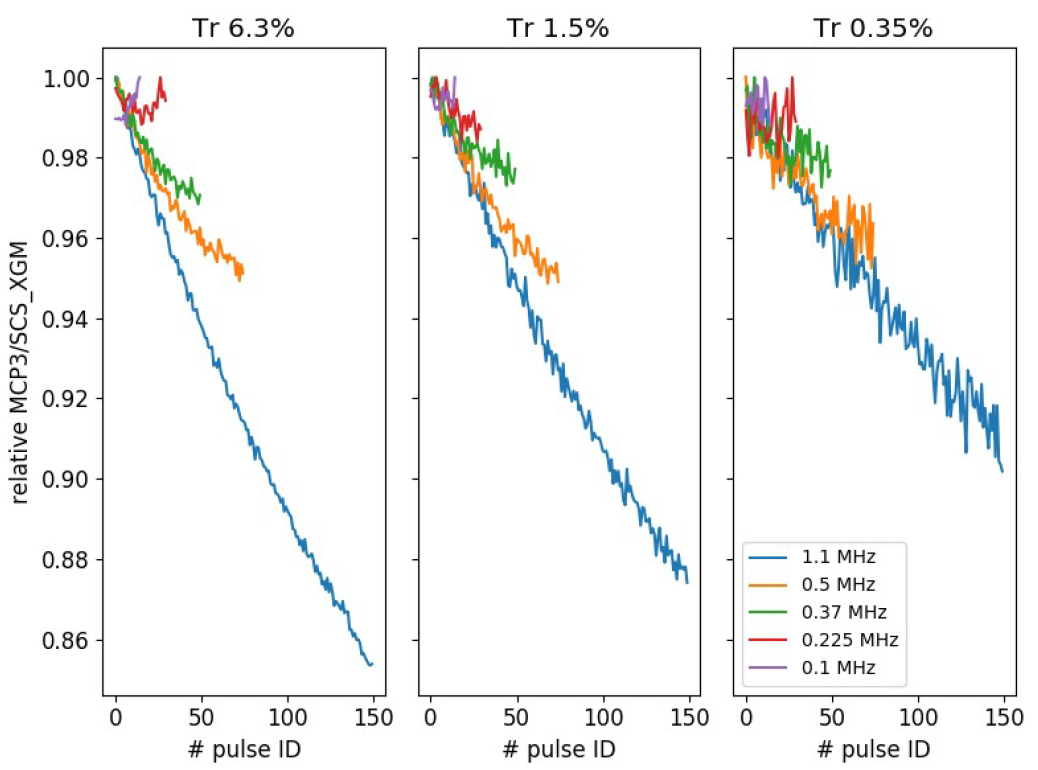 Tr 6.3%
Tr 1.5%
Tr 0.35%
relative MCP3/SCS_XGM
1.00
0.98
0.96
0.94
0.92
0.90
0.88
0.86
0 50 100 150
0 50 100 150
0 50 100 150
# pulse ID
# pulse ID
# pulse ID
1.1 MHz
0.5 MHz
0.37 MHz
0.225 MHz
0.1 MHz